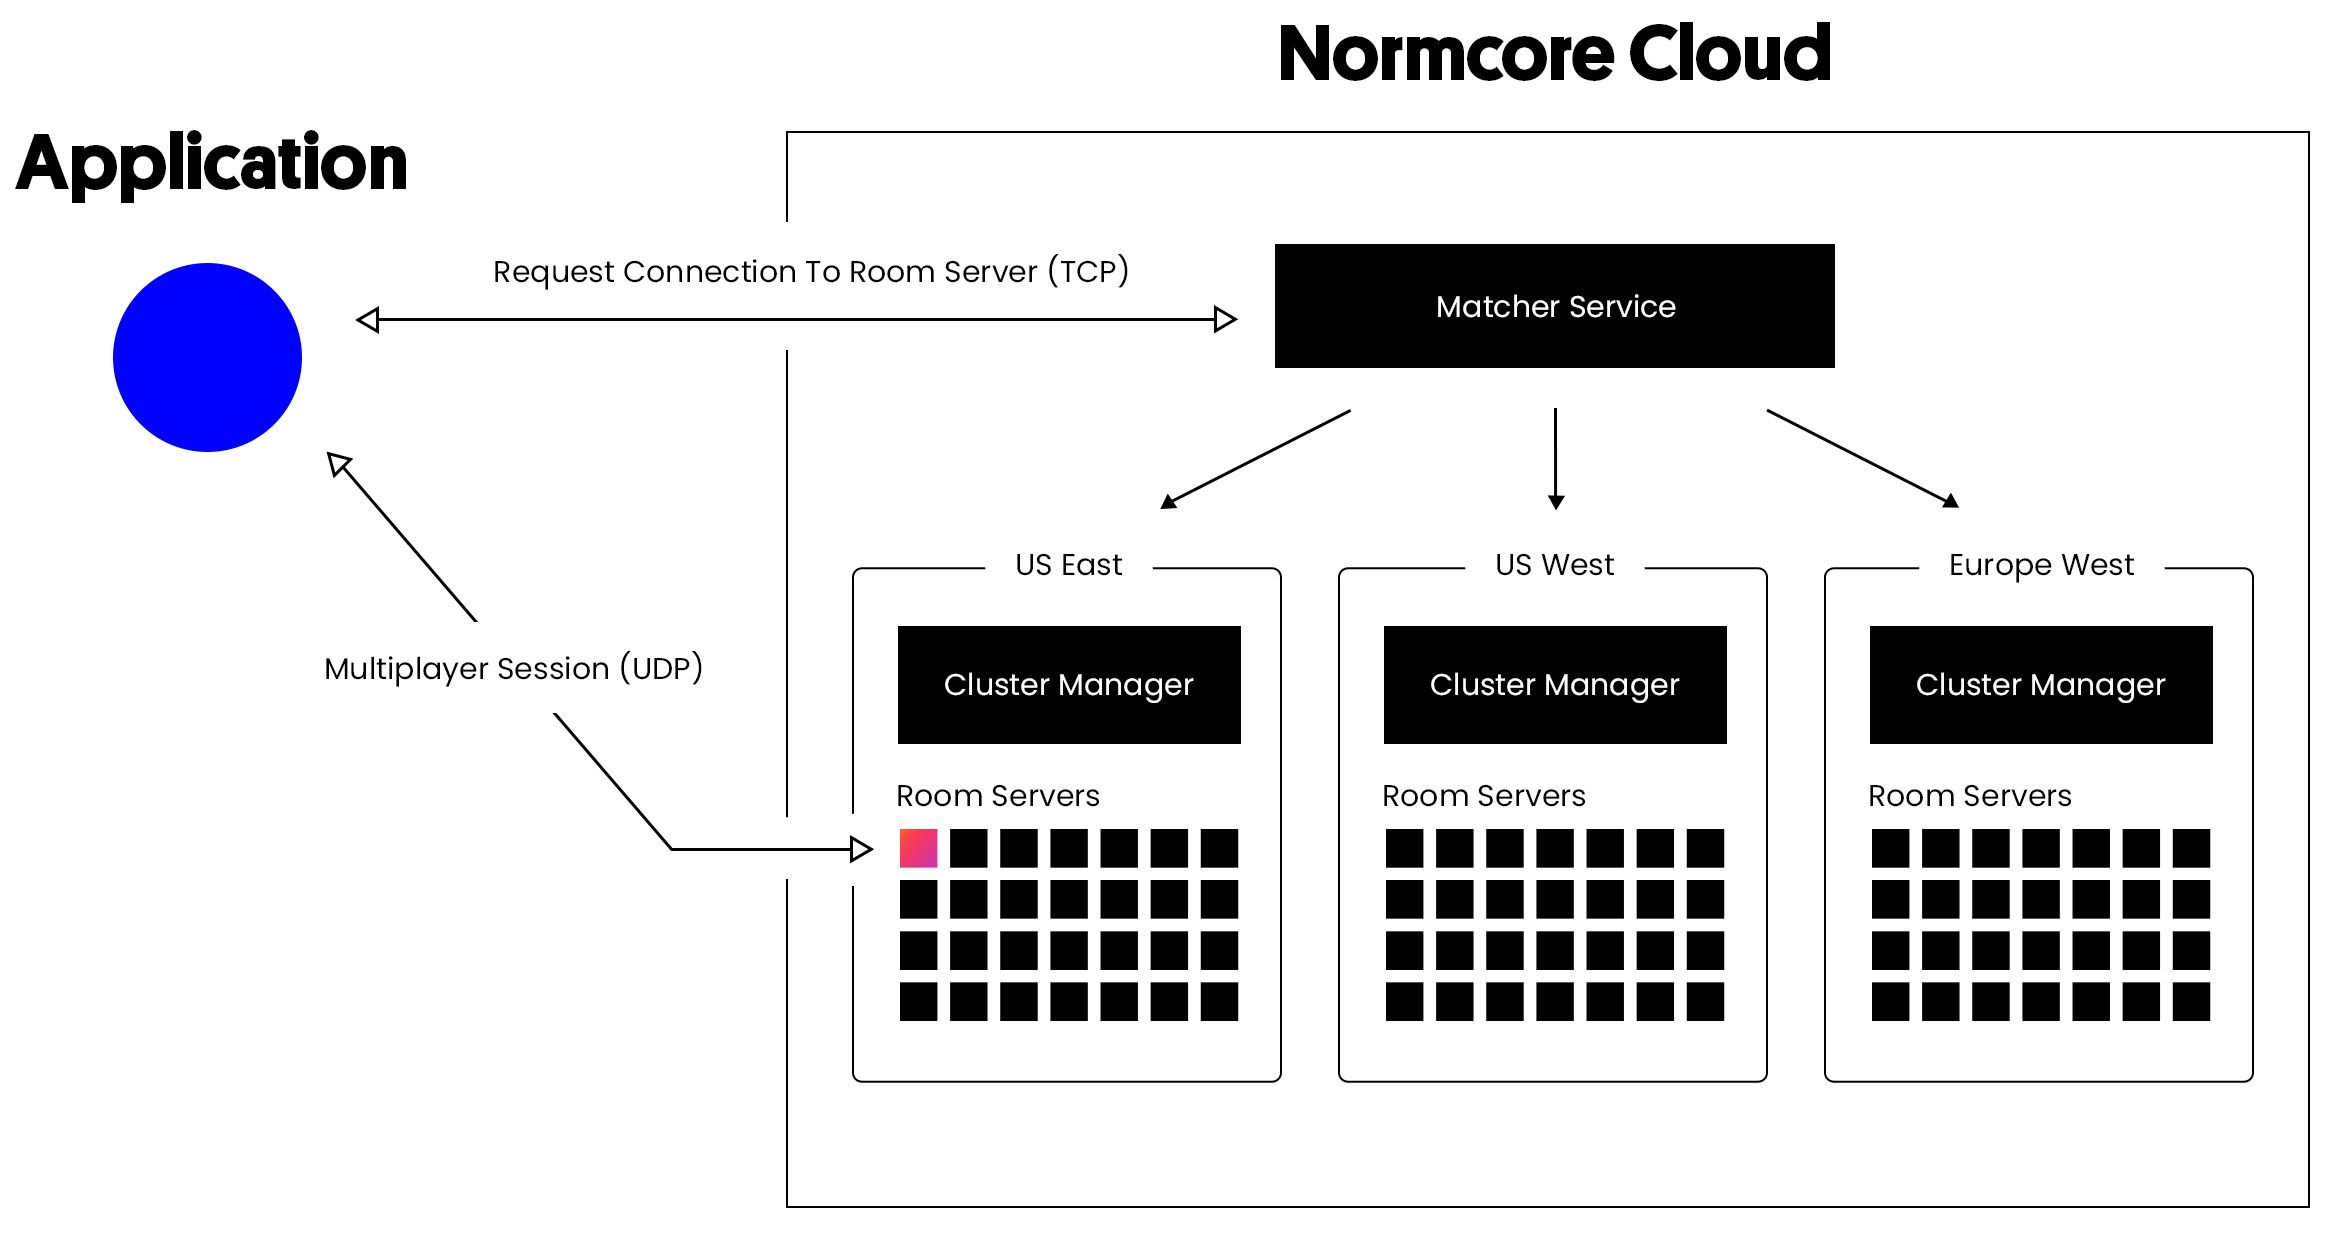 Normcore Cloud
Application
Request Connection To Room Server (TCP)
Matcher Service
US East
US West
Europe West
Multiplayer Session (UDP)
Cluster Manager
Cluster Manager
Cluster Manager
Room Servers
Room Servers
Room Servers